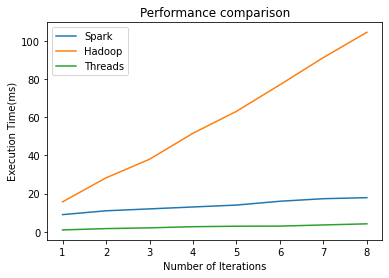 Performance comparison
Spark
Hadoop
Threads
Execution Time(ms)
100
80
60
40
20
0
1 2 3 4 5 6 7 8
Number of Iterations